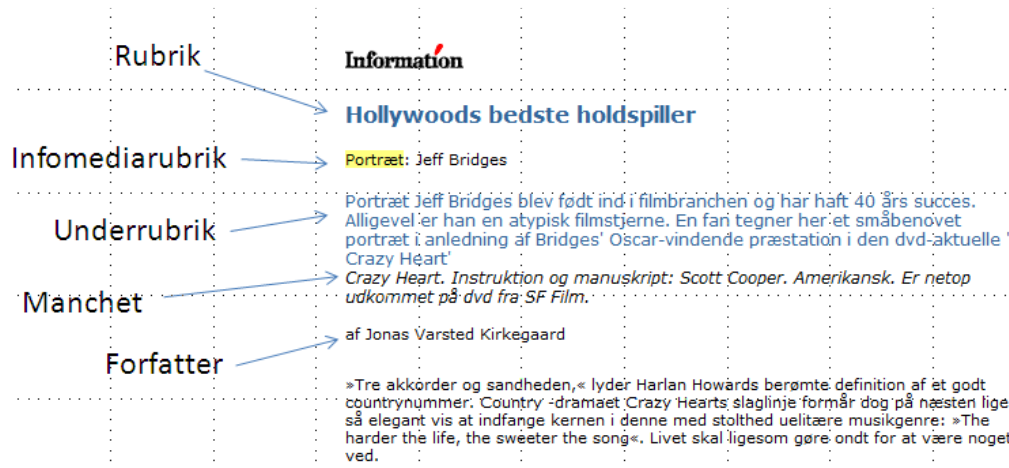 Rubrik
Information
Hollywoods bedste holdspiller
Infomediarubrik
Portræt: Jeff Bridges
Underrubrik
Portræt Jeff Bridges blev født ind i filmbranchen og har haft 40 års succes.
Alligevel er han en atypisk filmstjerne. En fan tegner her et småbenovet
portræt i anledning af Bridges' Oscar-vindende præstation i den dvd-aktuelle '
Crazy Heart'
Manchet
Crazy Heart. Instruktion og manuskript: Scott Cooper. Amerikansk. Er netop
udkommet på dvd fra SF Film.
Forfatter
af Jonas Varsted Kirkegaard
»Tre akkorder og sandheden,« lyder Harlan Howards berømte definition af et godt
countrynummer. Country -dramaet Crazy Hearts slaglinje formår dog på næsten lige
så elegant vis at indfange kernen i denne med stolthed uelitære musikgenre: »The
harder the life, the sweeter the song«. Livet skal ligesom gøre ondt for at være noget
ved.